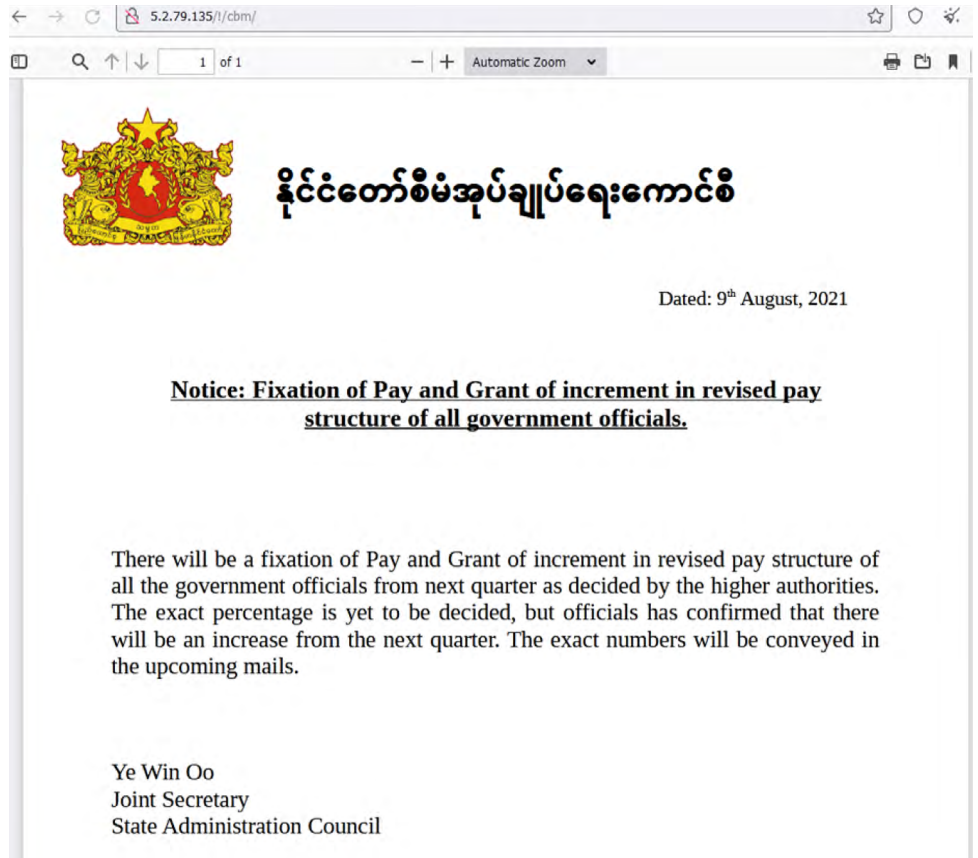 5.2.79.135/!/cbm/
1 of 1
Automatic Zoom
နိုင်ငံတော်စီမံအုပ်ချုပ်ရေးကောင်စီ
Dated: 9th August, 2021
Notice: Fixation of Pay and Grant of increment in revised pay
structure of all government officials.
There will be a fixation of Pay and Grant of increment in revised pay structure of
all the government officials from next quarter as decided by the higher authorities.
The exact percentage is yet to be decided, but officials has confirmed that there
will be an increase from the next quarter. The exact numbers will be conveyed in
the upcoming mails.
Ye Win Oo
Joint Secretary
State Administration Council